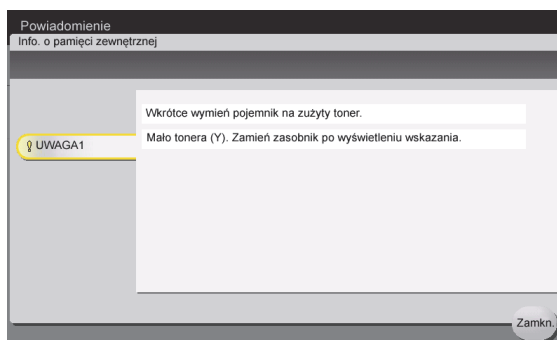 Powiadomienie
Info. o pamięci zewnętrznej
Wkrótce wymień pojemnik na zużyty toner.
Mało tonera (Y). Zamień zasobnik po wyświetleniu wskazania.
UWAGA1
Zamkn.